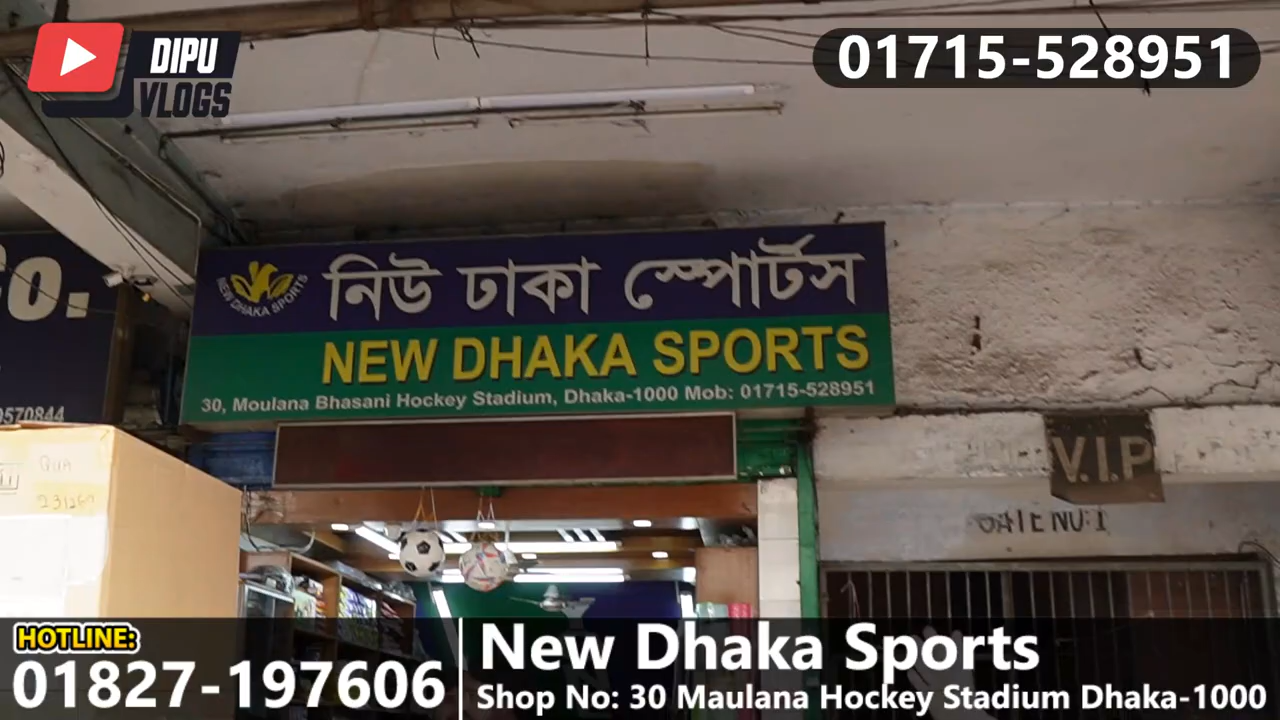 DIPU
VLOGS
01715-528951
Co.
নিউ ঢাকা স্পোর্টস
NEW DHAKA SPORTS
NEW DHAKA SPORTS
30, Moulana Bhasani Hockey Stadium, Dhaka-1000 Mob: 01715-528951
9570844
V.I.P
GATE NO:1
HOTLINE:
01827-197606
New Dhaka Sports
Shop No: 30 Maulana Hockey Stadium Dhaka-1000